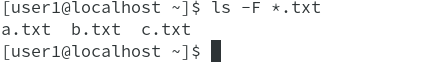 [user1@localhost ~]$ ls -F *.txt
a.txt  b.txt  c.txt
[user1@localhost ~]$